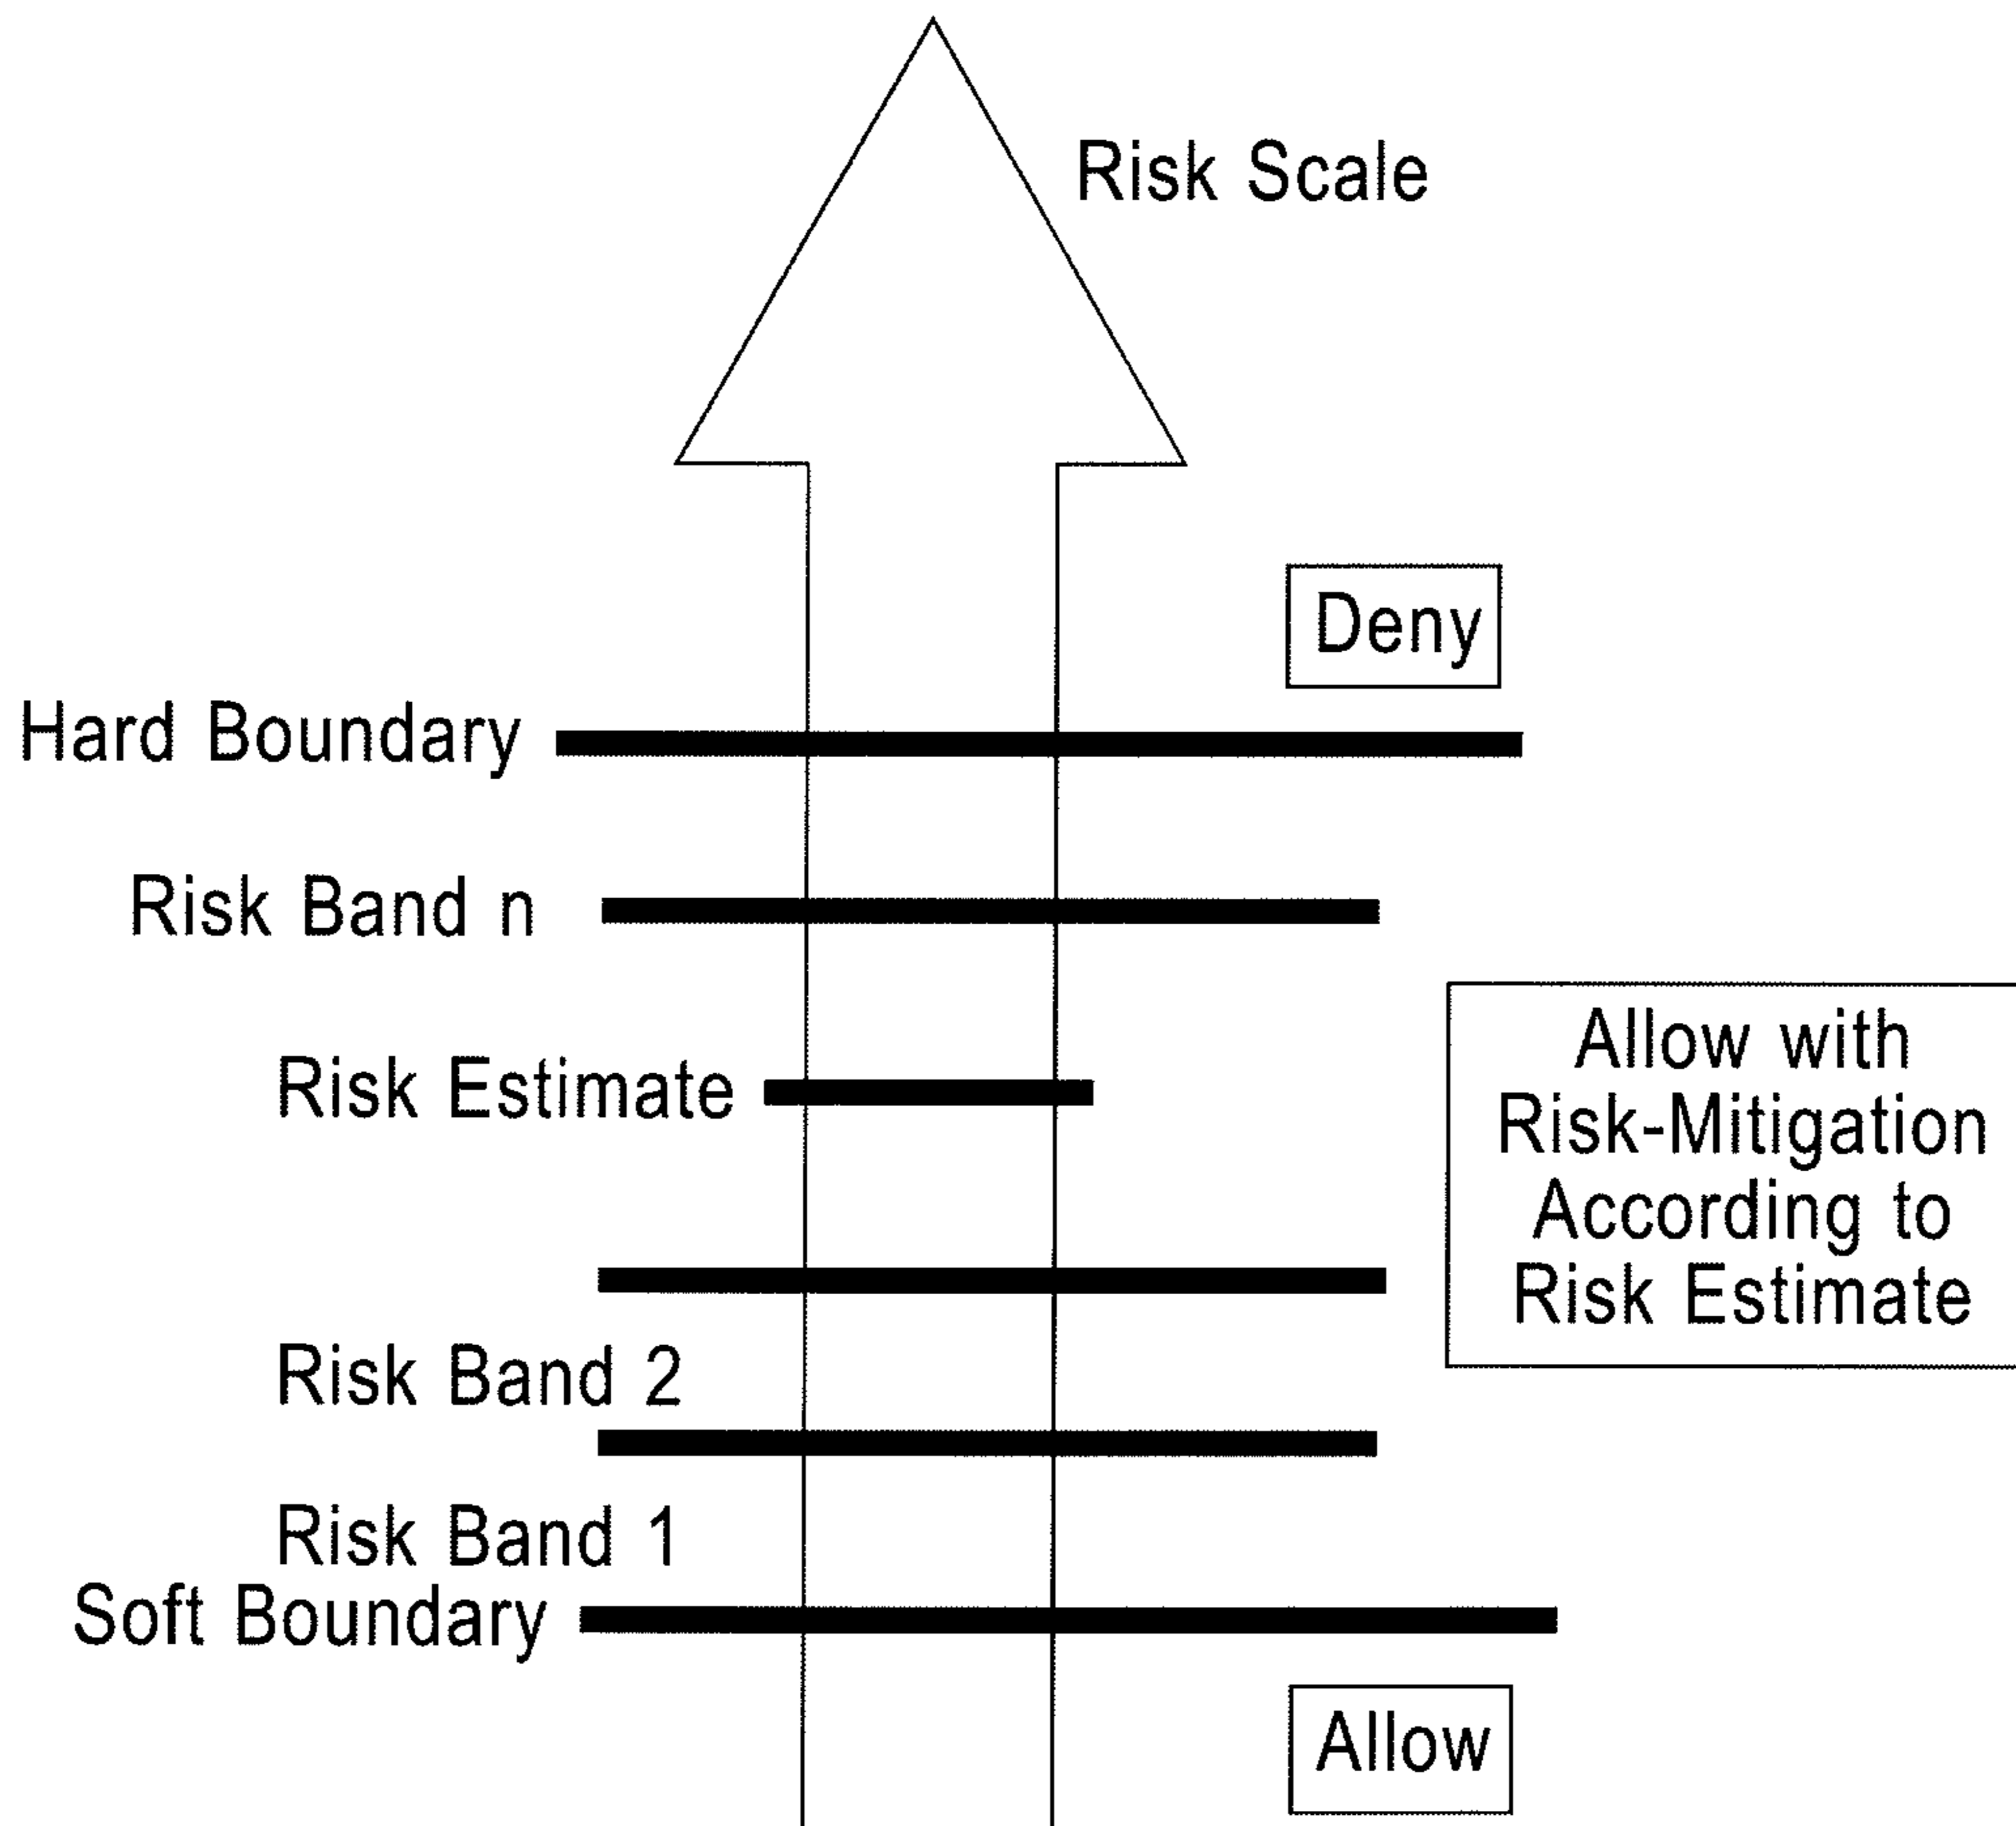 Risk Scale
Deny
Hard Boundary
Risk Band n
Allow with
Risk-Mitigation
According to
Risk Estimate
Risk Estimate
Risk Band 2
Risk Band 1
Soft Boundary
Allow